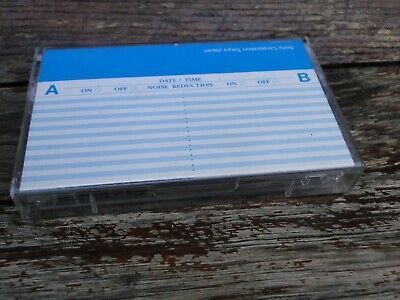 Sony Corporation Tokyo Japan
A DATE / TIME B
ON OFF NOISE REDUCTION ON OFF